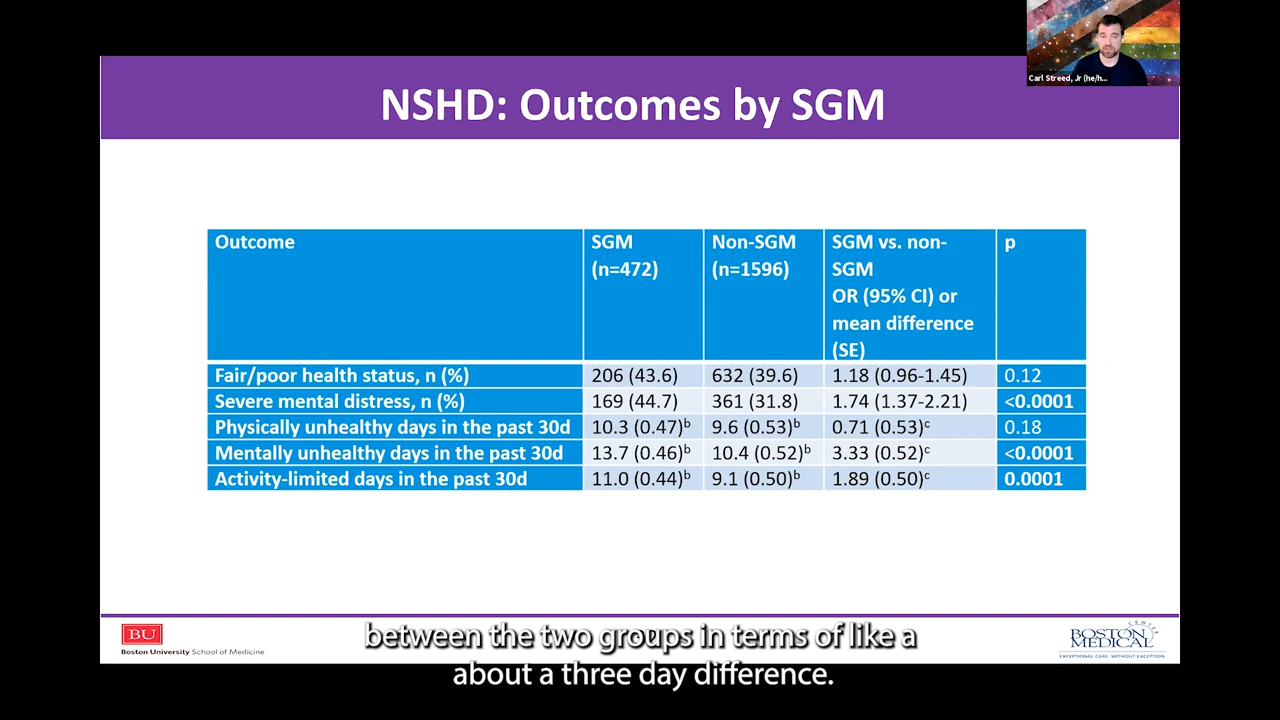 Carl Streed, Jr (he/h...
NSHD: Outcomes by SGM
Outcome
SGM
(n=472)
Non-SGM
(n=1596)
SGM vs. non-
SGM
OR (95% CI) or
mean difference
(SE)
p
Fair/poor health status, n (%) 206 (43.6) 632 (39.6) 1.18 (0.96-1.45) 0.12
Severe mental distress, n (%) 169 (44.7) 361 (31.8) 1.74 (1.37-2.21) <0.0001
Physically unhealthy days in the past 30d 10.3 (0.47)ᵇ 9.6 (0.53)ᵇ 0.71 (0.53)ᶜ 0.18
Mentally unhealthy days in the past 30d 13.7 (0.46)ᵇ 10.4 (0.52)ᵇ 3.33 (0.52)ᶜ <0.0001
Activity-limited days in the past 30d 11.0 (0.44)ᵇ 9.1 (0.50)ᵇ 1.89 (0.50)ᶜ 0.0001
BU
Boston University School of Medicine
between the two groups in terms of like a
about a three day difference.
BOSTON
MEDICAL
CENTER
EXCEPTIONAL CARE. WITHOUT EXCEPTION.